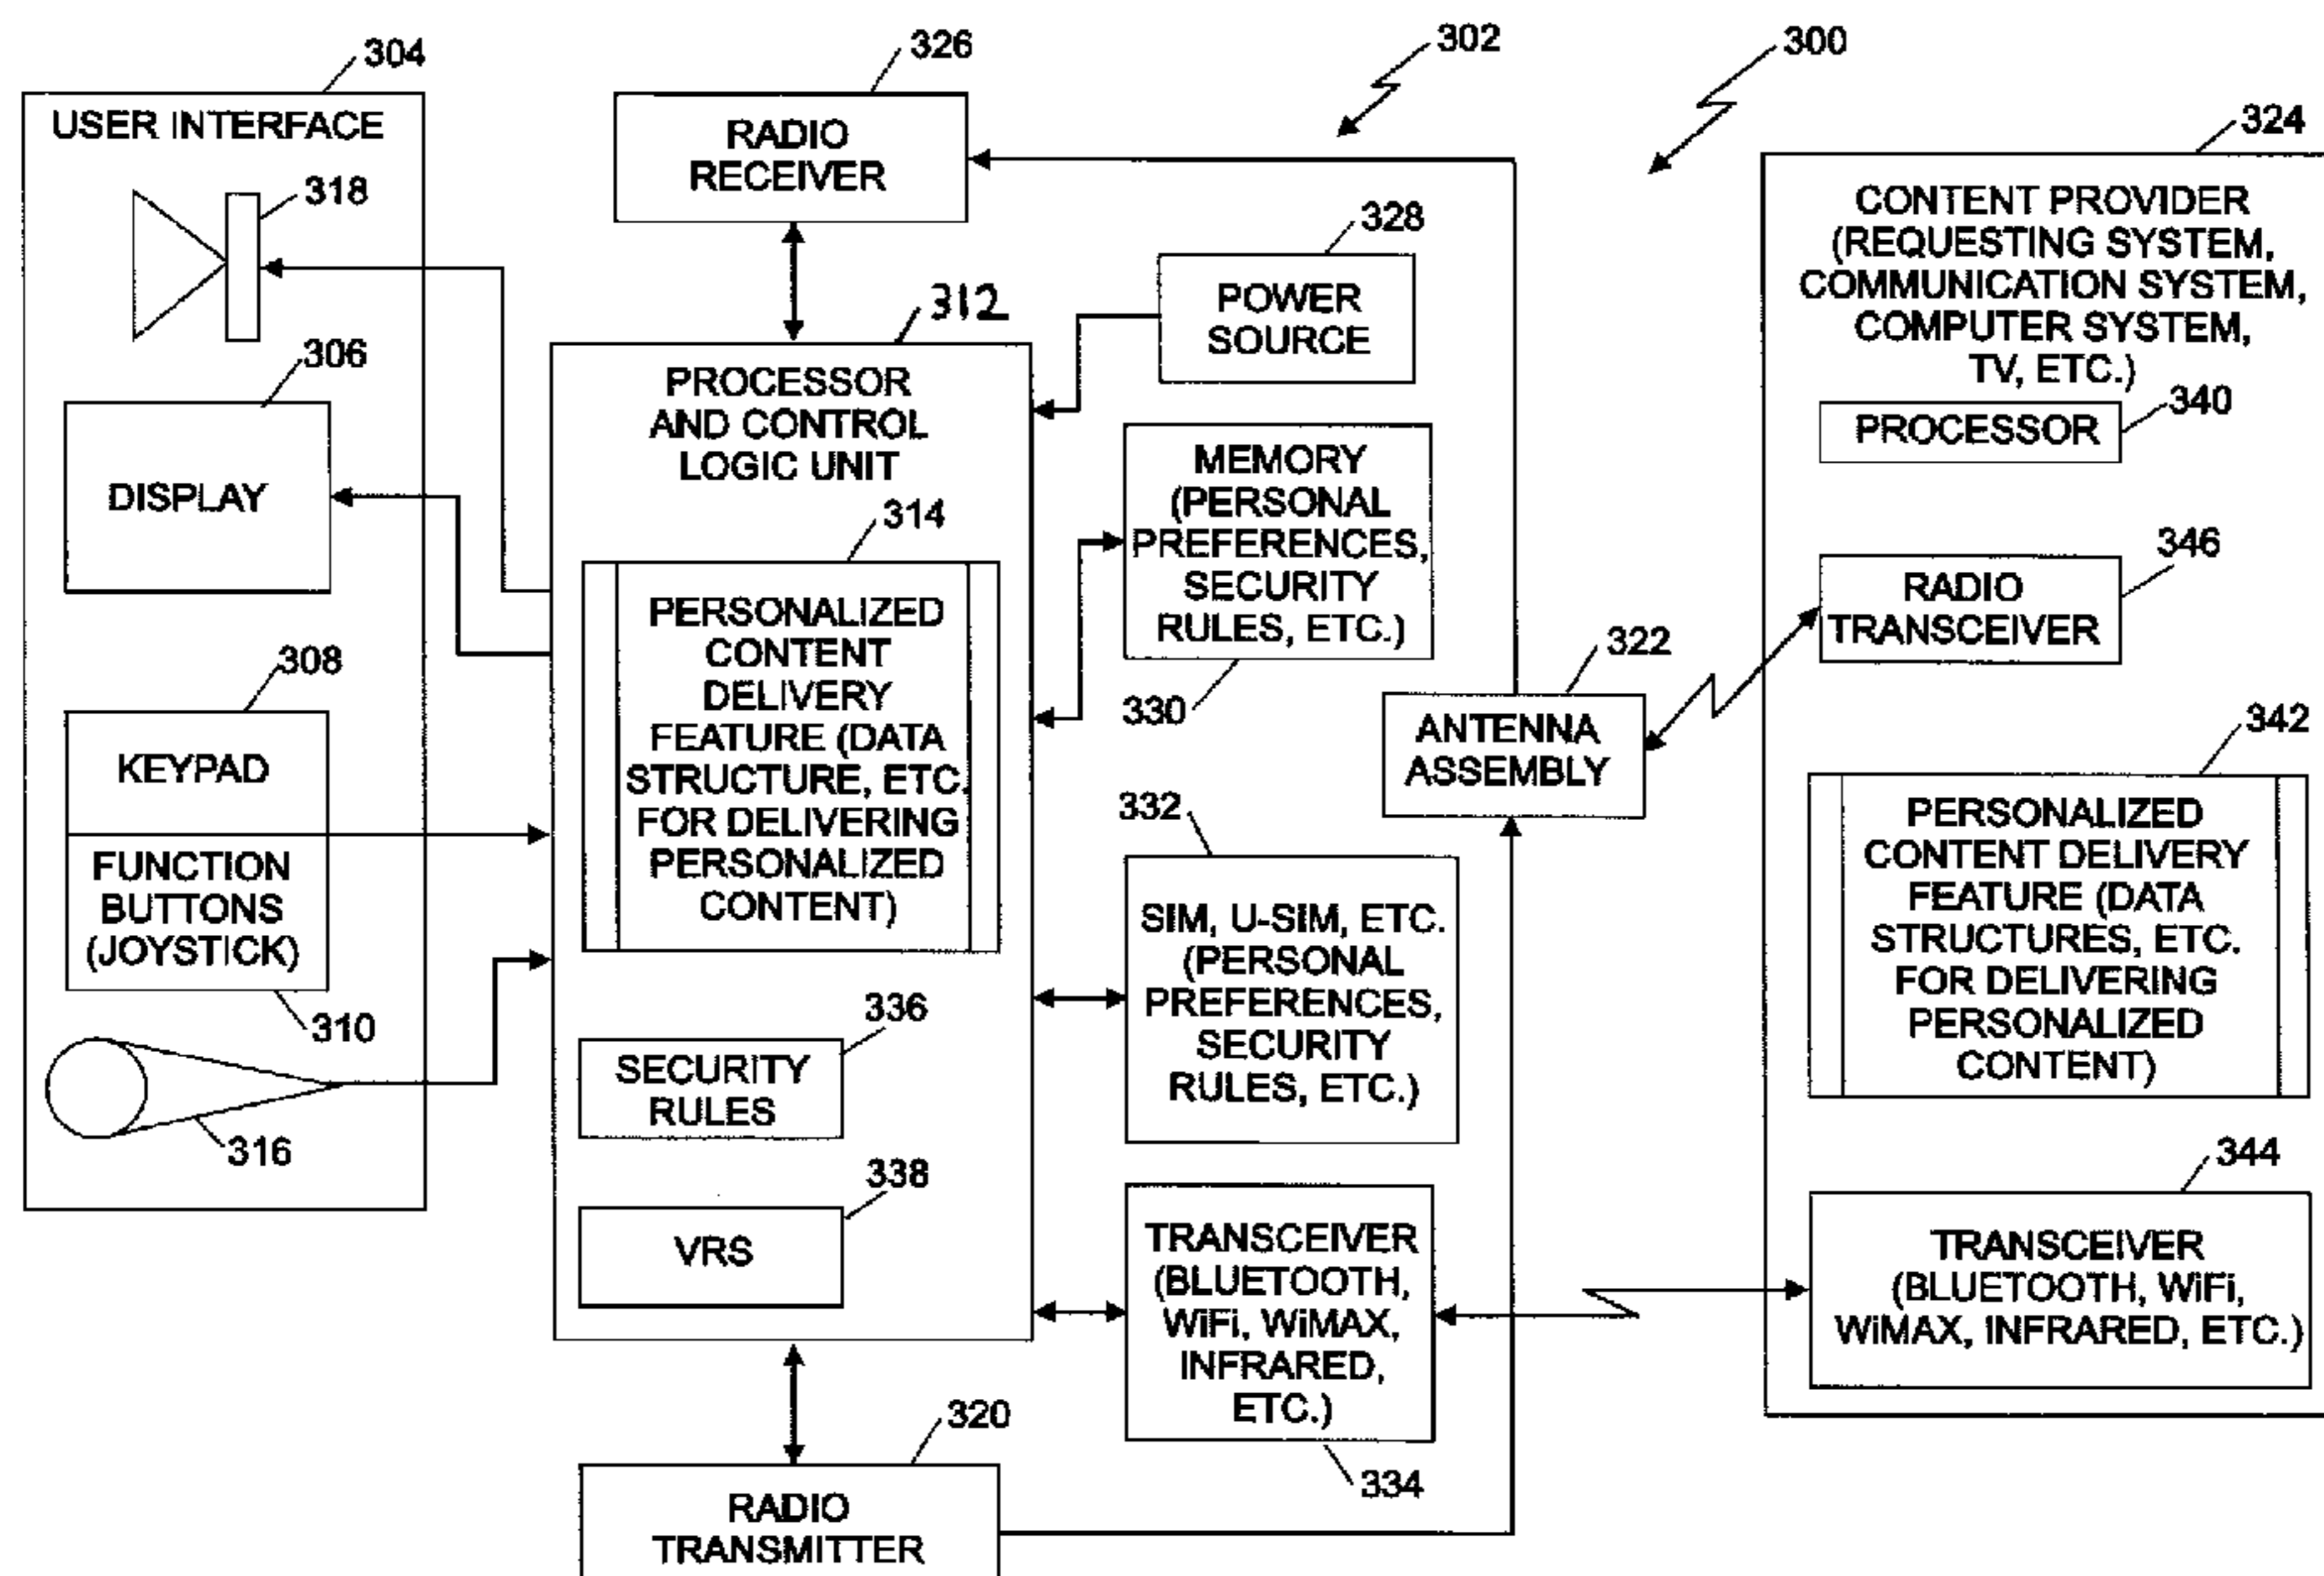 304
USER INTERFACE
318
306
DISPLAY
308
KEYPAD
FUNCTION
BUTTONS
(JOYSTICK)
310
316
326
RADIO
RECEIVER
312
PROCESSOR
AND CONTROL
LOGIC UNIT
314
PERSONALIZED
CONTENT
DELIVERY
FEATURE (DATA
STRUCTURE, ETC.
FOR DELIVERING
PERSONALIZED
CONTENT)
336
SECURITY
RULES
338
VRS
320
RADIO
TRANSMITTER
302
300
328
POWER
SOURCE
MEMORY
(PERSONAL
PREFERENCES,
SECURITY
RULES, ETC.)
330
322
ANTENNA
ASSEMBLY
332
SIM, U-SIM, ETC.
(PERSONAL
PREFERENCES,
SECURITY
RULES, ETC.)
TRANSCEIVER
(BLUETOOTH,
WiFi, WiMAX,
INFRARED,
ETC.)
334
324
CONTENT PROVIDER
(REQUESTING SYSTEM,
COMMUNICATION SYSTEM,
COMPUTER SYSTEM,
TV, ETC.)
340
PROCESSOR
346
RADIO
TRANSCEIVER
342
PERSONALIZED
CONTENT DELIVERY
FEATURE (DATA
STRUCTURES, ETC.
FOR DELIVERING
PERSONALIZED
CONTENT)
344
TRANSCEIVER
(BLUETOOTH, WiFi,
WiMAX, INFRARED, ETC.)